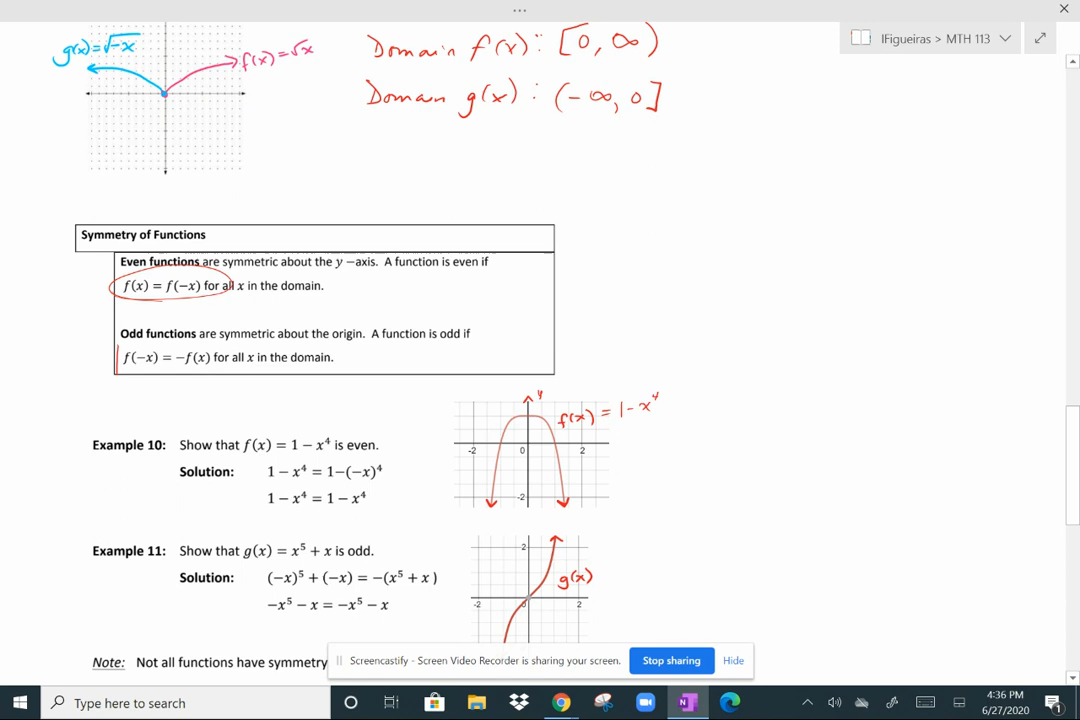 IFigueiras > MTH 113
g(x)=√-x
f(x)=√x
Domain f(x): [0, ∞)
Domain g(x): (-∞, 0]
Symmetry of Functions
Even functions are symmetric about the y −axis. A function is even if
f(x) = f(−x) for all x in the domain.
Odd functions are symmetric about the origin. A function is odd if
f(−x) = −f(x) for all x in the domain.
y
f(x) = 1-x⁴
Example 10: Show that f(x) = 1 − x⁴ is even.
-2 0 2
Solution: 1 − x⁴ = 1−(−x)⁴
1 − x⁴ = 1 − x⁴
-2
Example 11: Show that g(x) = x⁵ + x is odd.
2
Solution: (−x)⁵ + (−x) = −(x⁵ + x)
g(x)
−x⁵ − x = −x⁵ − x
-2 0 2
Note: Not all functions have symmetry
Screencastify - Screen Video Recorder is sharing your screen.
Stop sharing
Hide
Type here to search
4:36 PM
6/27/2020
1